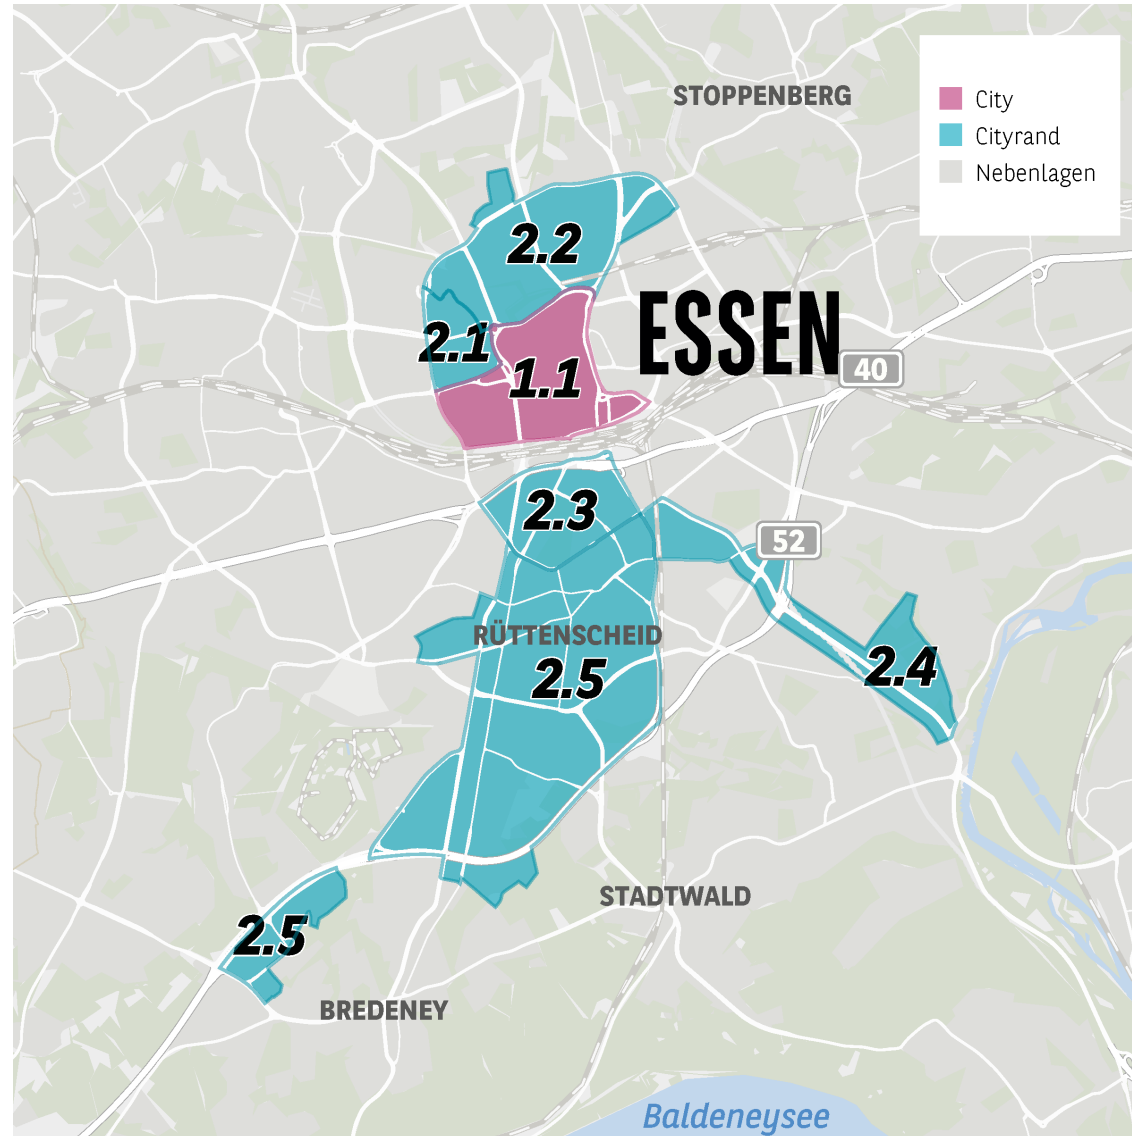 STOPPENBERG
City
Cityrand
Nebenlagen
2.2
ESSEN
2.1
1.1
40
2.3
52
RÜTTENSCHEID
2.5
2.4
STADTWALD
2.5
BREDENEY
Baldeneysee